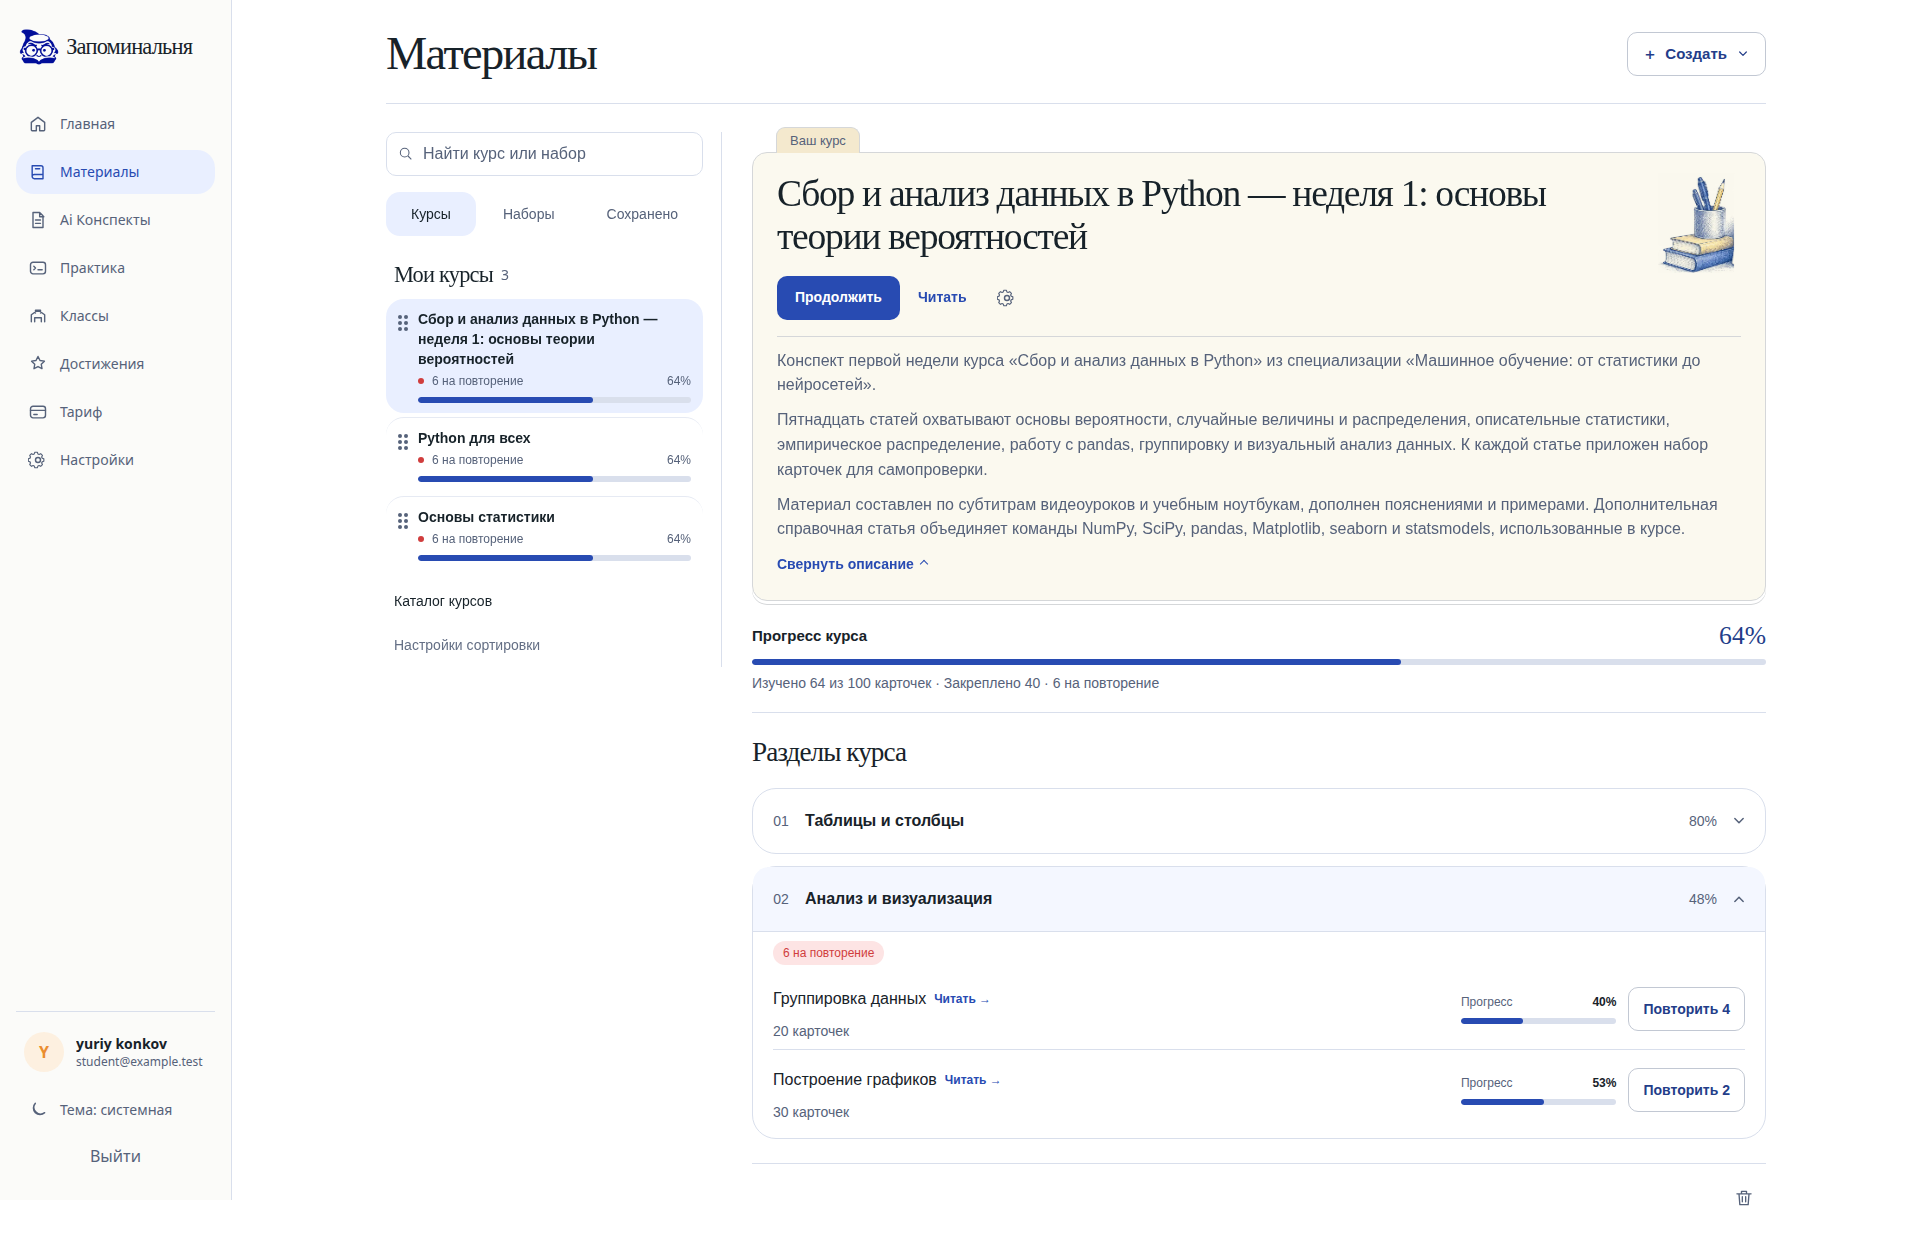 Запоминальня
Главная
Материалы
Ai Конспекты
Практика
Классы
Достижения
Тариф
Настройки
Y
yuriy konkov
student@example.test
Тема: системная
Выйти
Материалы
+ Создать
Найти курс или набор
Курсы Наборы Сохранено
Мои курсы 3
Сбор и анализ данных в Python —
неделя 1: основы теории
вероятностей
6 на повторение 64%
Python для всех
6 на повторение 64%
Основы статистики
6 на повторение 64%
Каталог курсов
Настройки сортировки
Ваш курс
Сбор и анализ данных в Python — неделя 1: основы
теории вероятностей
Продолжить Читать
Конспект первой недели курса «Сбор и анализ данных в Python» из специализации «Машинное обучение: от статистики до
нейросетей».
Пятнадцать статей охватывают основы вероятности, случайные величины и распределения, описательные статистики,
эмпирическое распределение, работу с pandas, группировку и визуальный анализ данных. К каждой статье приложен набор
карточек для самопроверки.
Материал составлен по субтитрам видеоуроков и учебным ноутбукам, дополнен пояснениями и примерами. Дополнительная
справочная статья объединяет команды NumPy, SciPy, pandas, Matplotlib, seaborn и statsmodels, использованные в курсе.
Свернуть описание
Прогресс курса 64%
Изучено 64 из 100 карточек · Закреплено 40 · 6 на повторение
Разделы курса
01 Таблицы и столбцы 80%
02 Анализ и визуализация 48%
6 на повторение
Группировка данных Читать →
20 карточек
Прогресс 40%
Повторить 4
Построение графиков Читать →
30 карточек
Прогресс 53%
Повторить 2